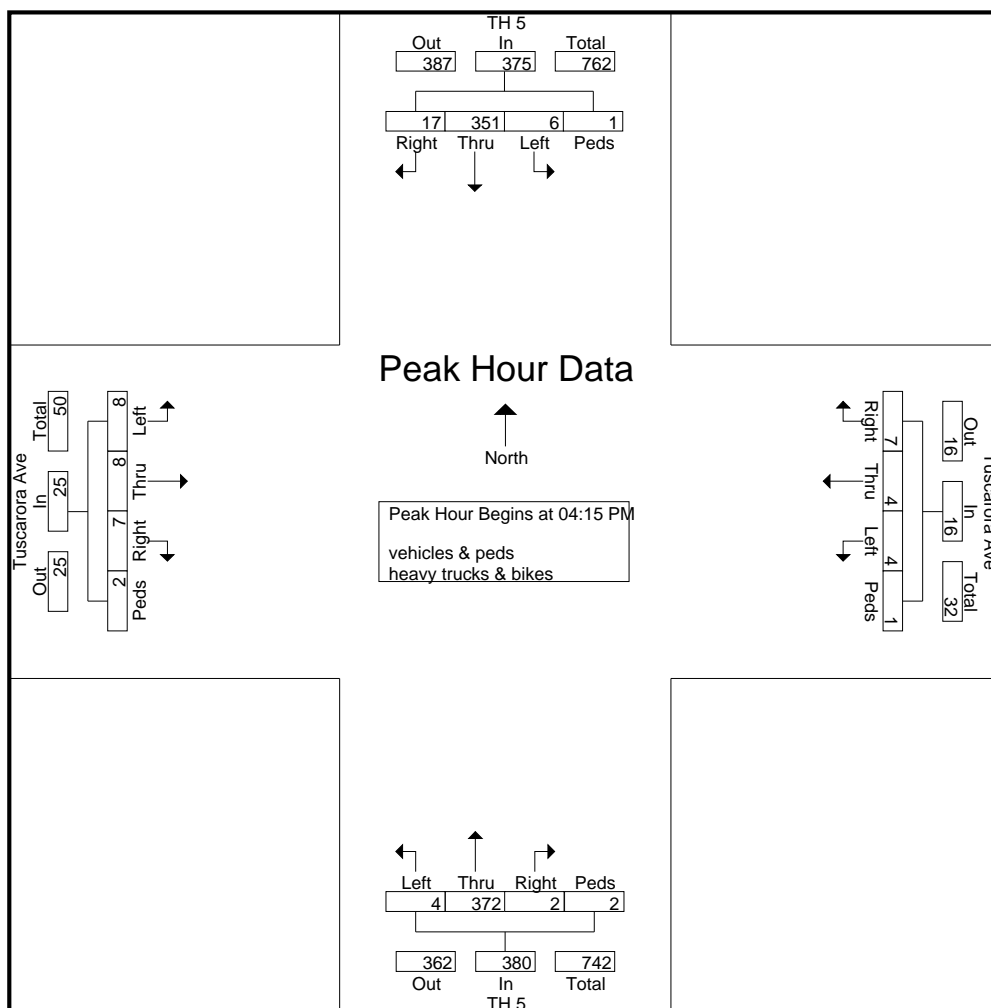 TH 5
Out In Total
387 375 762
17 351 6 1
Right Thru Left Peds
Peak Hour Data
North
Peak Hour Begins at 04:15 PM
vehicles & peds
heavy trucks & bikes
Tuscarora Ave
Out In Total
25 25 50
Left Thru Right Peds
8 8 7 2
Right Thru Left Peds
7 4 4 1
Out In Total
16 16 32
Tuscarora Ave
Left Thru Right Peds
4 372 2 2
362 380 742
Out In Total
TH 5